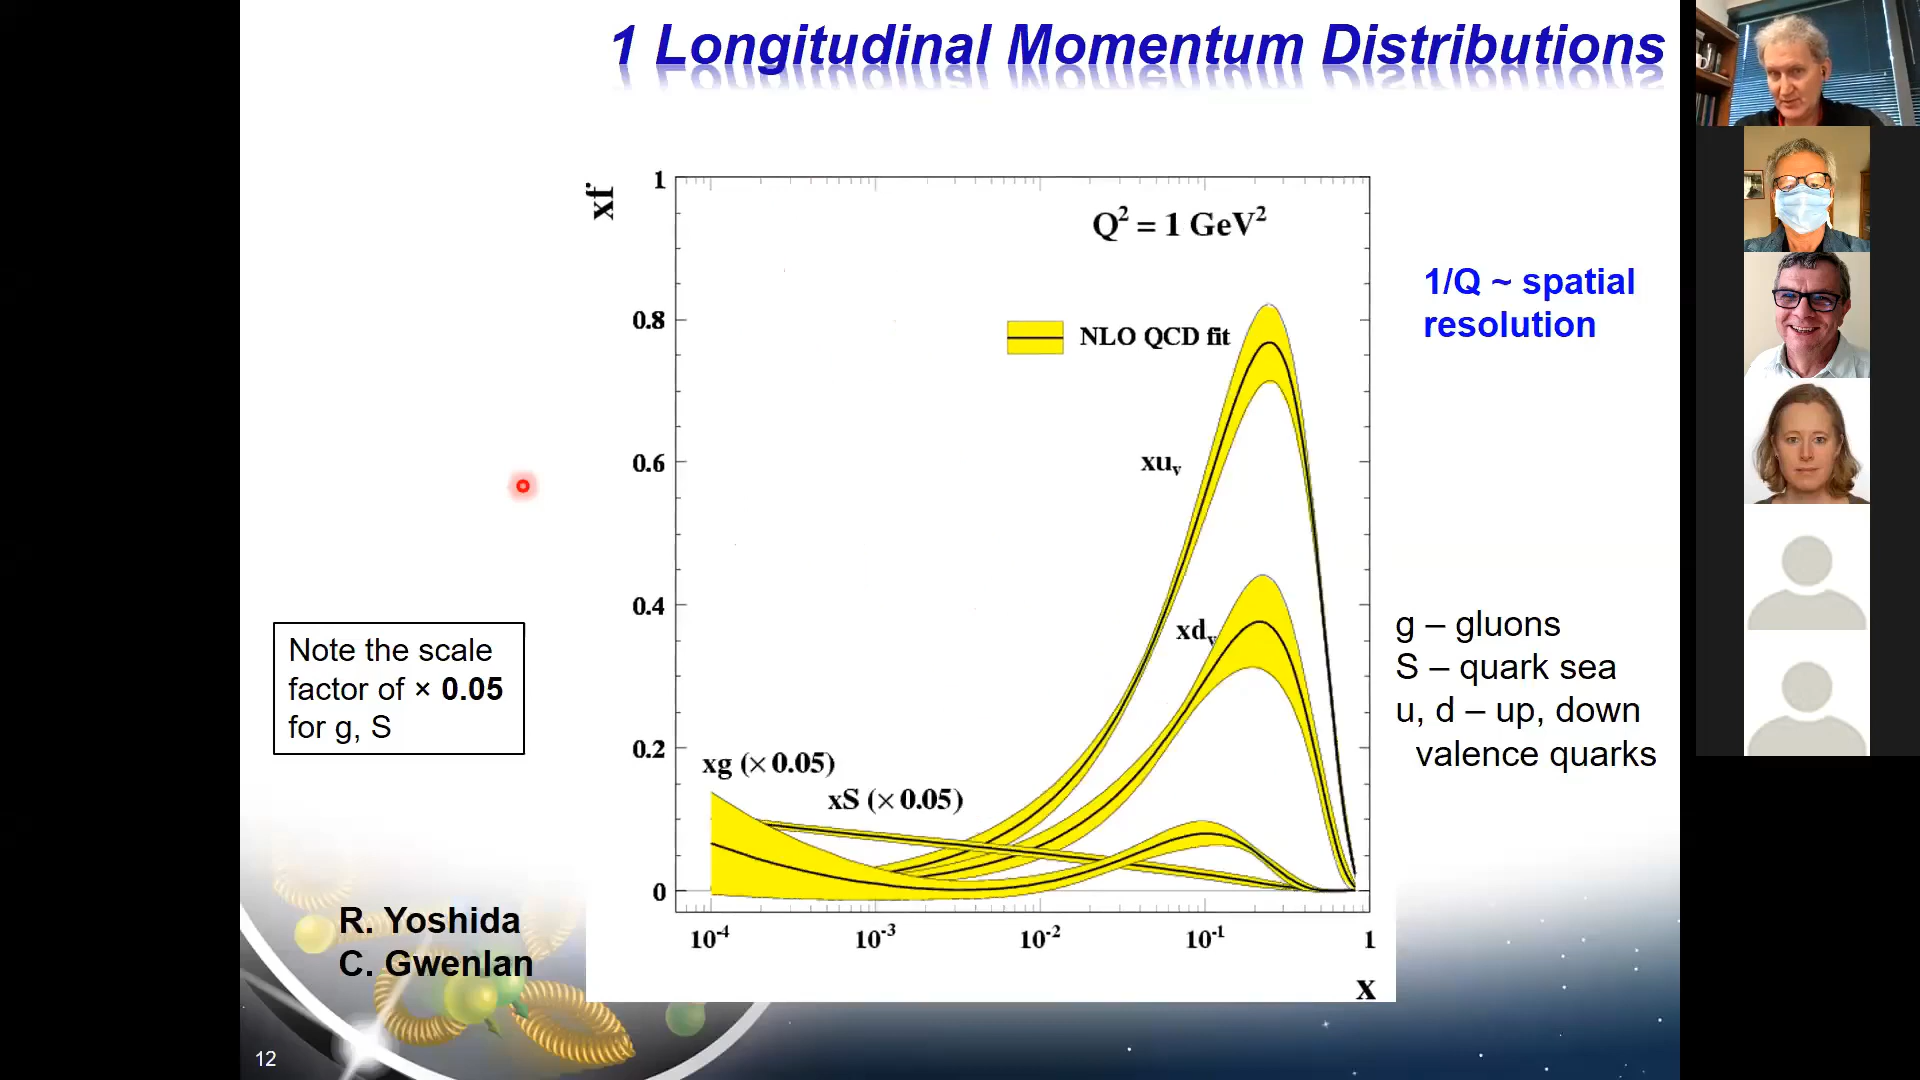 1 Longitudinal Momentum Distributions
xf
1
Q² = 1 GeV²
1/Q ~ spatial
resolution
0.8
NLO QCD fit
0.6
xuᵥ
0.4
xdᵥ
g – gluons
S – quark sea
u, d – up, down
valence quarks
Note the scale
factor of × 0.05
for g, S
0.2
xg (× 0.05)
xS (× 0.05)
0
R. Yoshida
C. Gwenlan
10⁻⁴ 10⁻³ 10⁻² 10⁻¹ 1
x
12